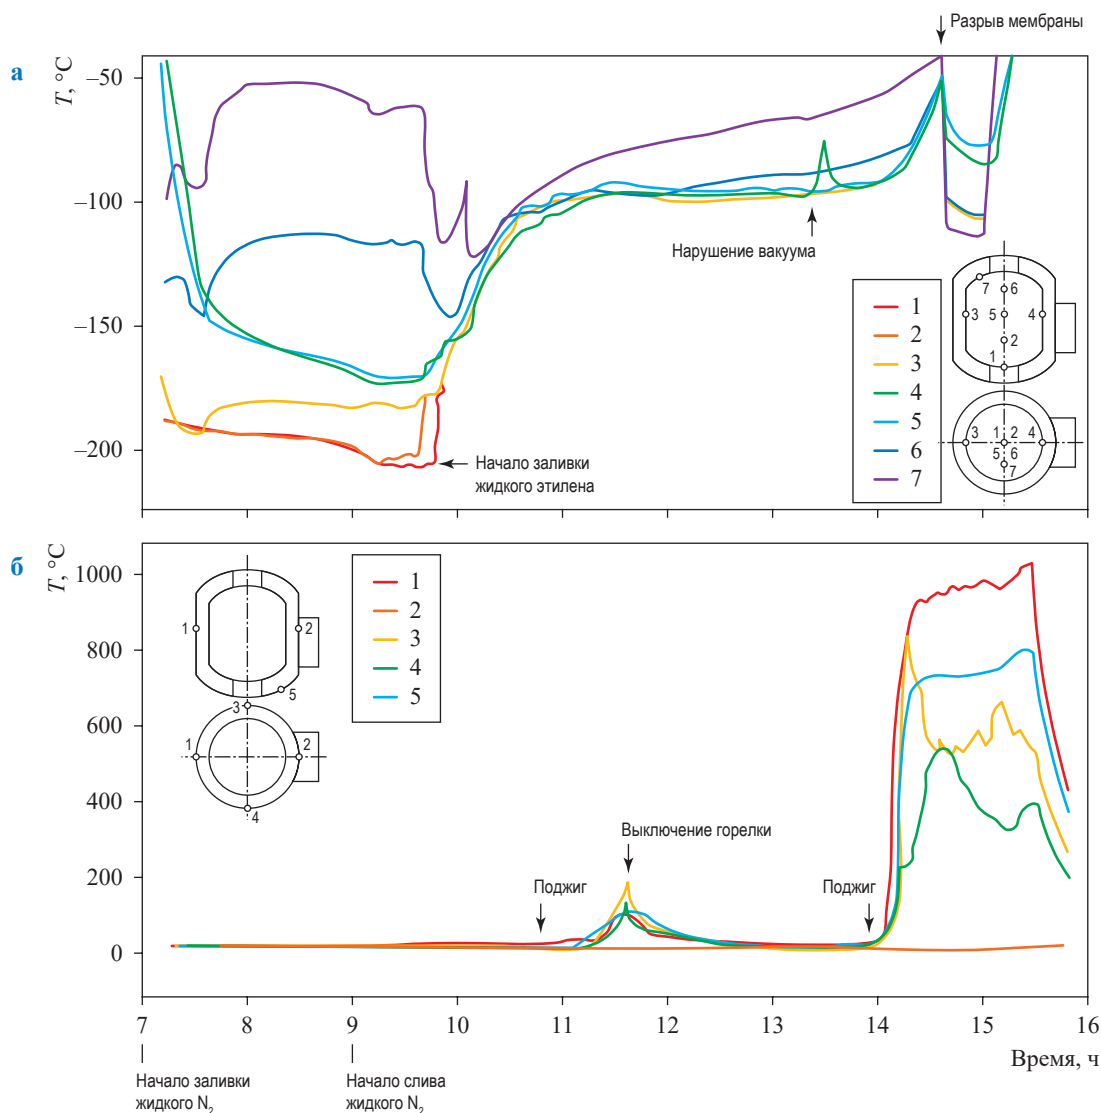 Разрыв мембраны
а
T, °C
–50
–100
–150
–200
Нарушение вакуума
Начало заливки
жидкого этилена
1
2
3
4
5
6
7
7 6
3 5 4
2
1
3 1 2 4
5 6
7
б
T, °C
1000
800
600
400
200
0
1
2
3
4
5
1 2
5
3
1 2
4
Выключение горелки
Поджиг
Поджиг
7 8 9 10 11 12 13 14 15 16
Время, ч
Начало заливки
жидкого N₂
Начало слива
жидкого N₂